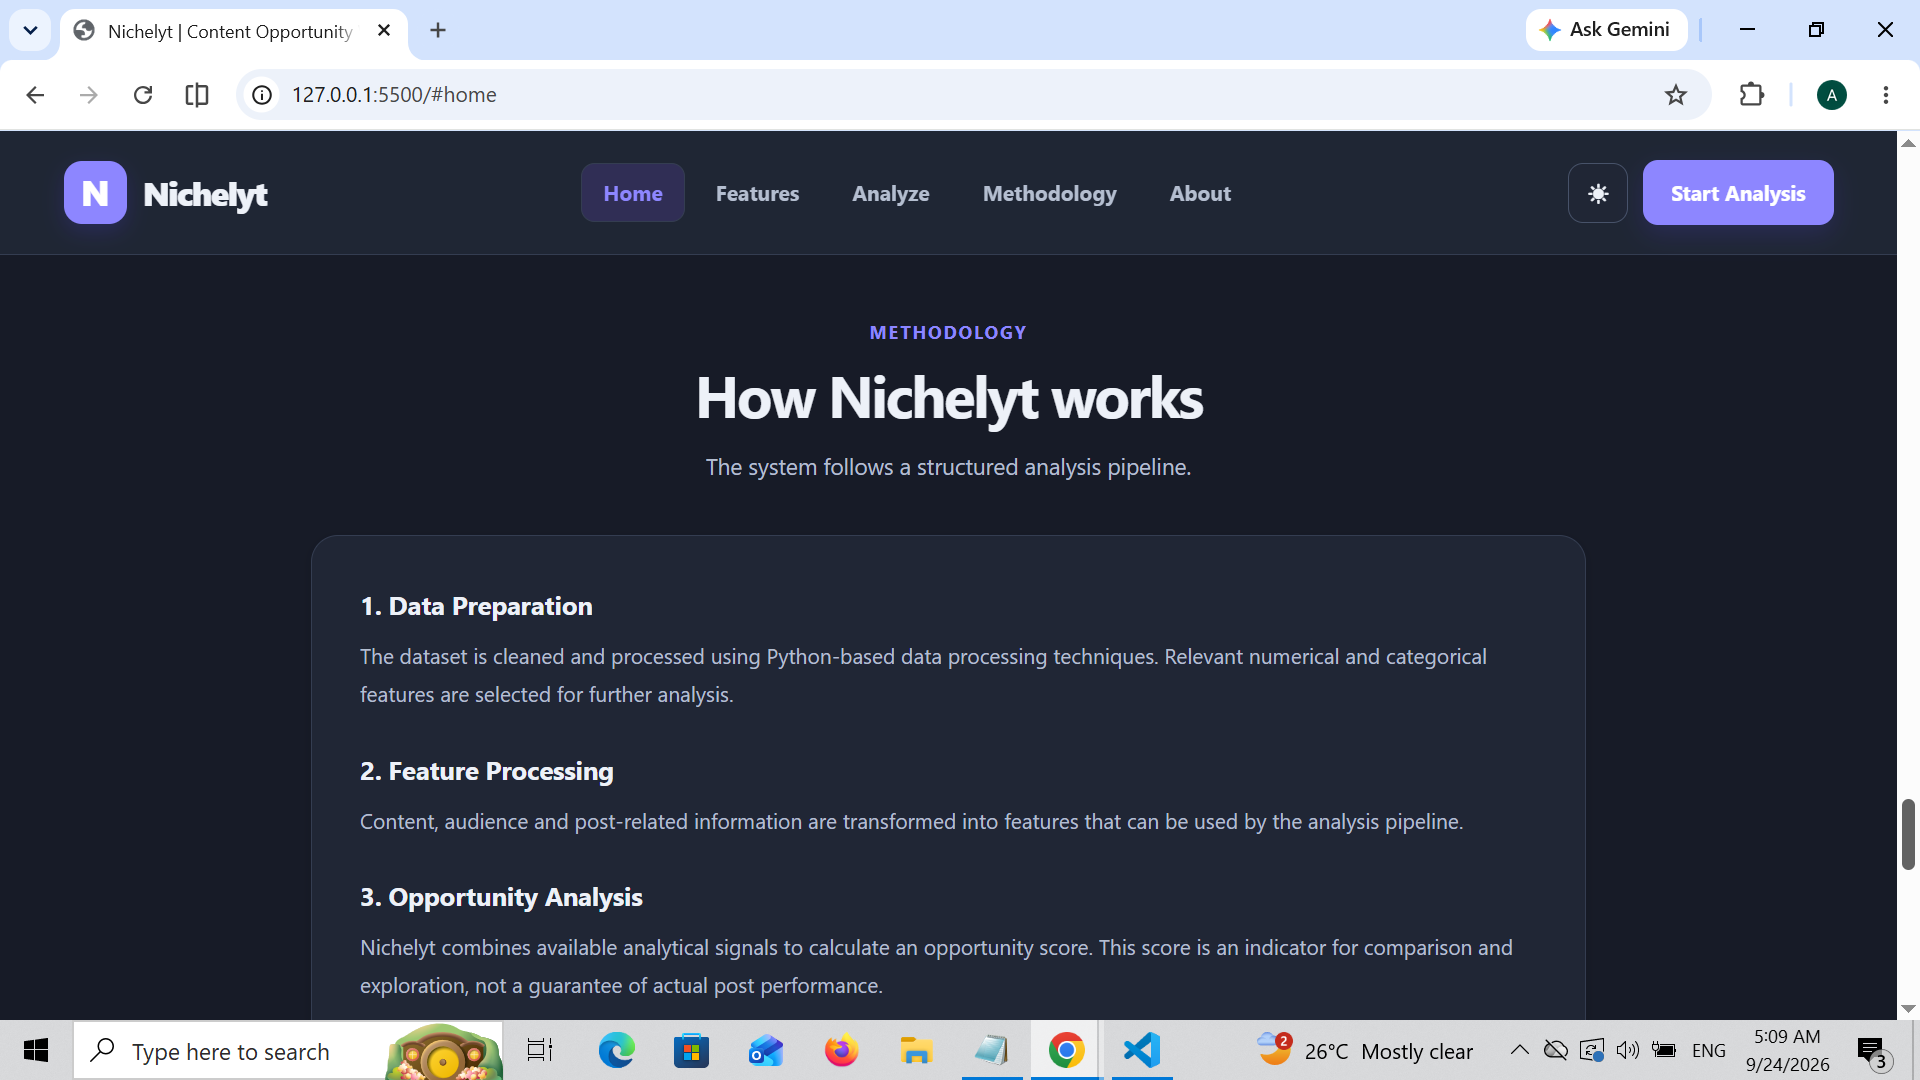 Nichelyt | Content Opportunity
Ask Gemini
127.0.0.1:5500/#home
A
N
Nichelyt
Home
Features
Analyze
Methodology
About
Start Analysis
METHODOLOGY
How Nichelyt works
The system follows a structured analysis pipeline.
1. Data Preparation
The dataset is cleaned and processed using Python-based data processing techniques. Relevant numerical and categorical
features are selected for further analysis.
2. Feature Processing
Content, audience and post-related information are transformed into features that can be used by the analysis pipeline.
3. Opportunity Analysis
Nichelyt combines available analytical signals to calculate an opportunity score. This score is an indicator for comparison and
exploration, not a guarantee of actual post performance.
Type here to search
2
26°C Mostly clear
ENG
5:09 AM
9/24/2026
3